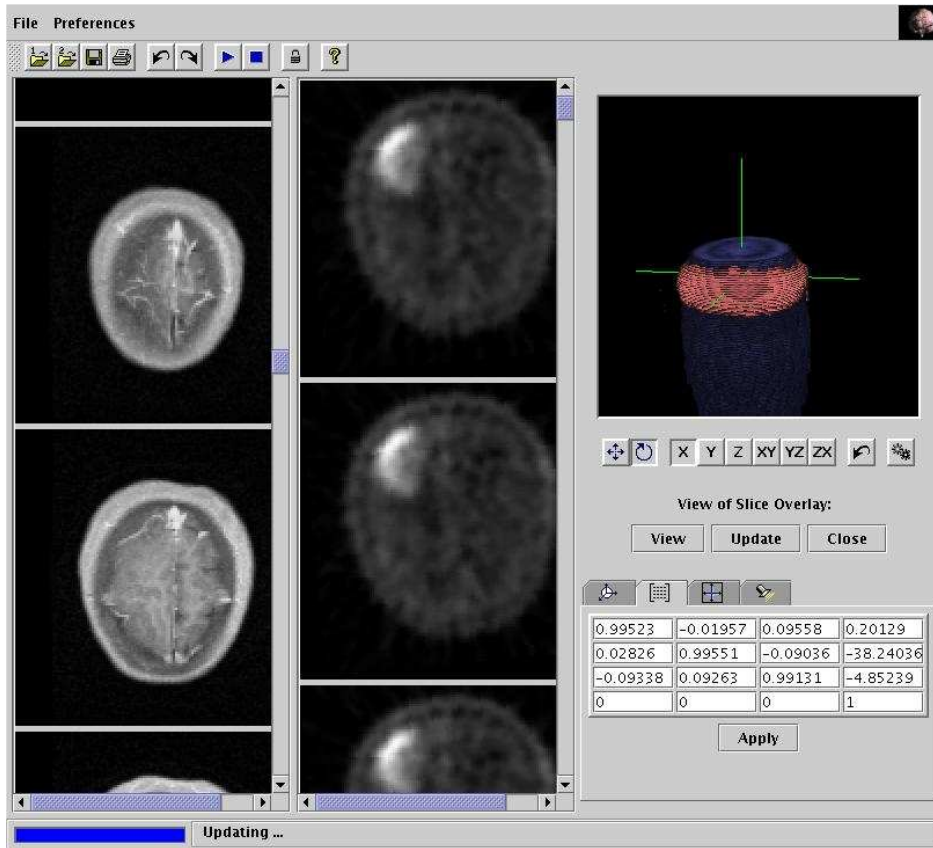 File Preferences
1 2 ?
X Y Z XY YZ ZX
View of Slice Overlay:
View Update Close
0.99523 -0.01957 0.09558 0.20129
0.02826 0.99551 -0.09036 -38.24036
-0.09338 0.09263 0.99131 -4.85239
0 0 0 1
Apply
Updating ...